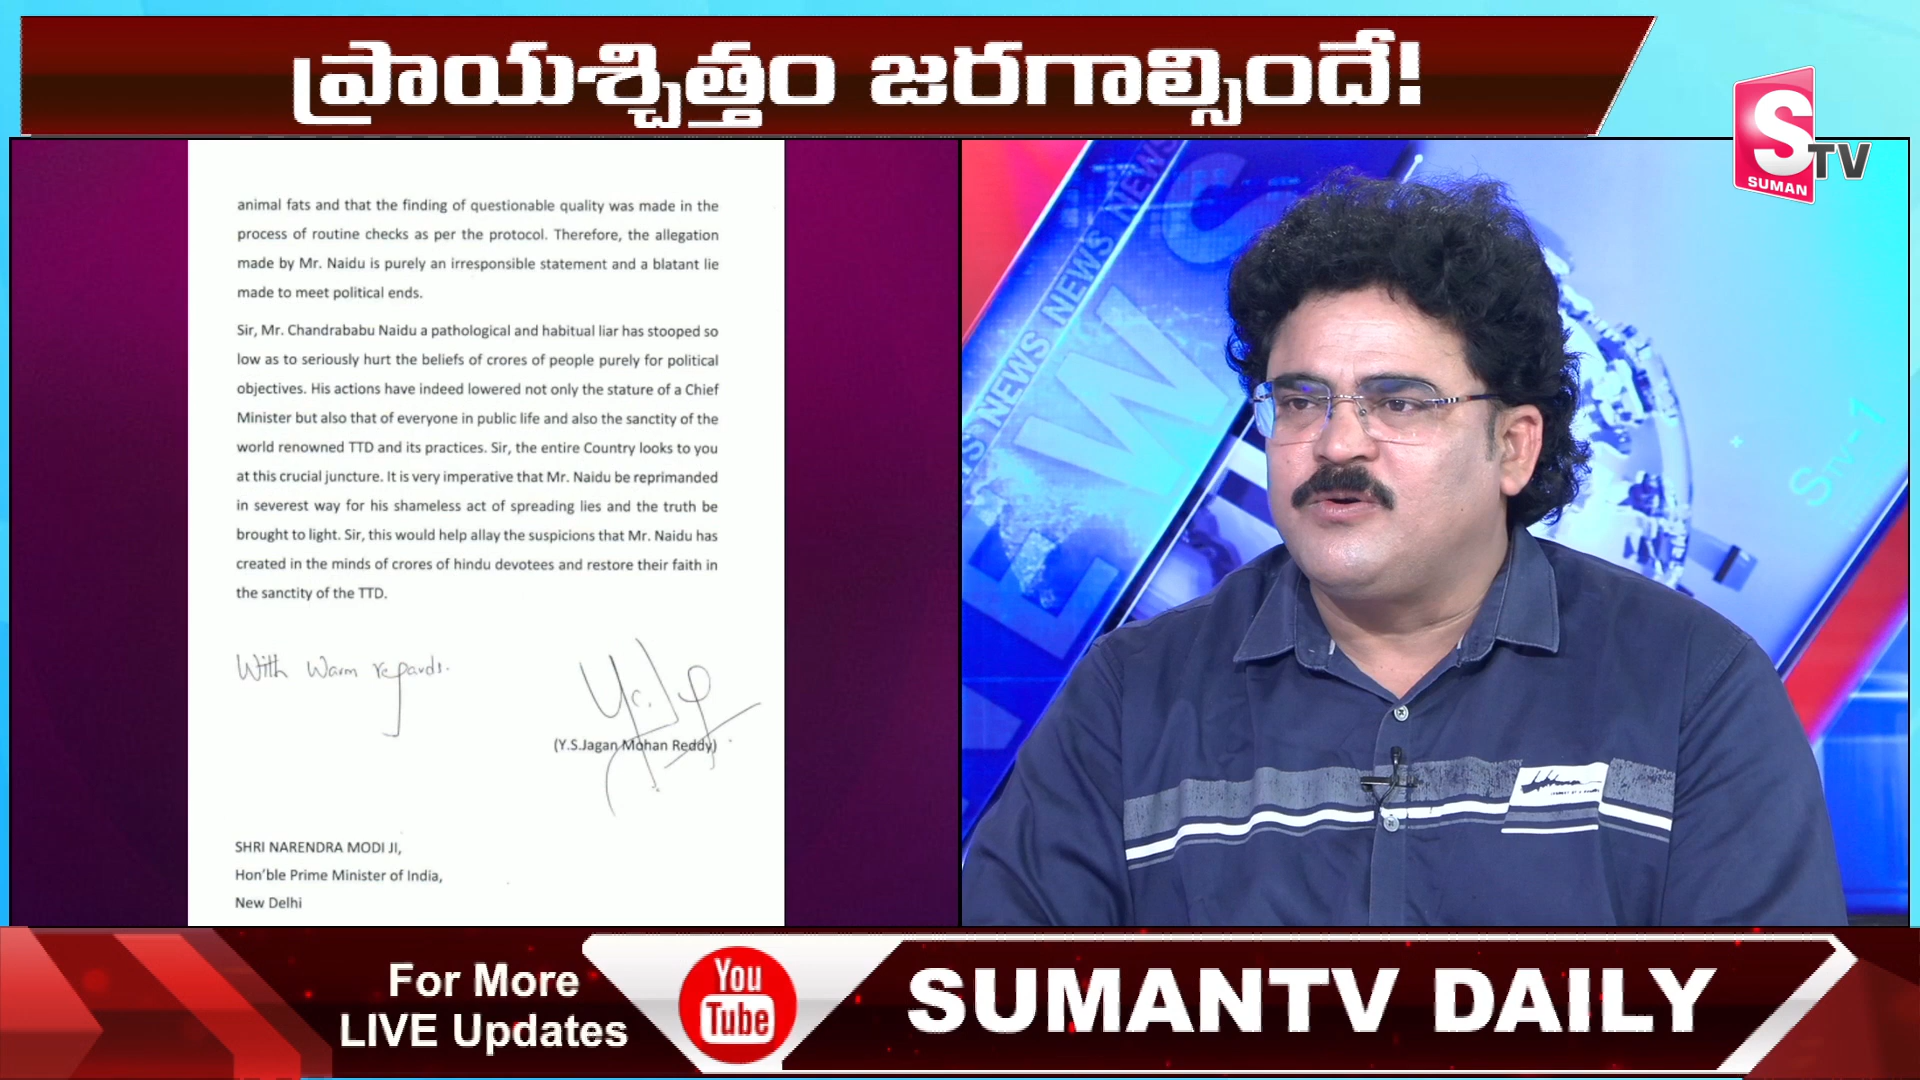 ప్రాయశ్చిత్తం జరగాల్సిందే!
S
TV
SUMAN
animal fats and that the finding of questionable quality was made in the
process of routine checks as per the protocol. Therefore, the allegation
made by Mr. Naidu is purely an irresponsible statement and a blatant lie
made to meet political ends.
Sir, Mr. Chandrababu Naidu a pathological and habitual liar has stooped so
low as to seriously hurt the beliefs of crores of people purely for political
objectives. His actions have indeed lowered not only the stature of a Chief
Minister but also that of everyone in public life and also the sanctity of the
world renowned TTD and its practices. Sir, the entire Country looks to you
at this crucial juncture. It is very imperative that Mr. Naidu be reprimanded
in severest way for his shameless act of spreading lies and the truth be
brought to light. Sir, this would help allay the suspicions that Mr. Naidu has
created in the minds of crores of hindu devotees and restore their faith in
the sanctity of the TTD.
With Warm regards.
(Y.S.Jagan Mohan Reddy)
SHRI NARENDRA MODI JI,
Hon'ble Prime Minister of India,
New Delhi
NEWS NEWS NEWS
NEWS
STV-1
For More
LIVE Updates
You
Tube
SUMANTV DAILY